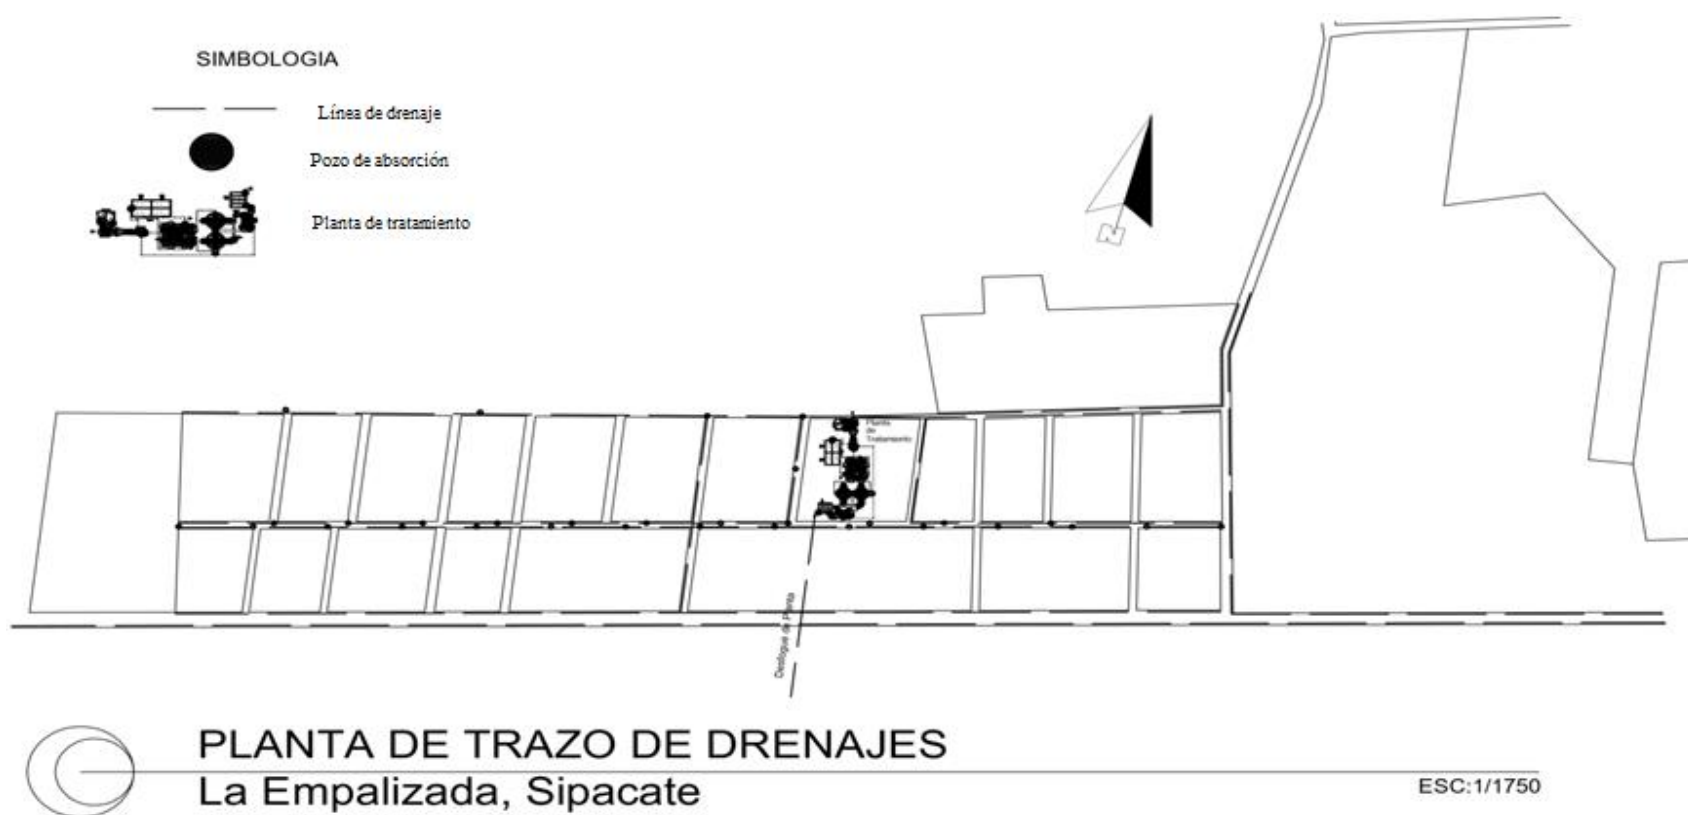 SIMBOLOGIA
Línea de drenaje
Pozo de absorción
Planta de tratamiento
N
Planta
de
Tratamiento
Desfogue de Planta
PLANTA DE TRAZO DE DRENAJES
La Empalizada, Sipacate
ESC:1/1750